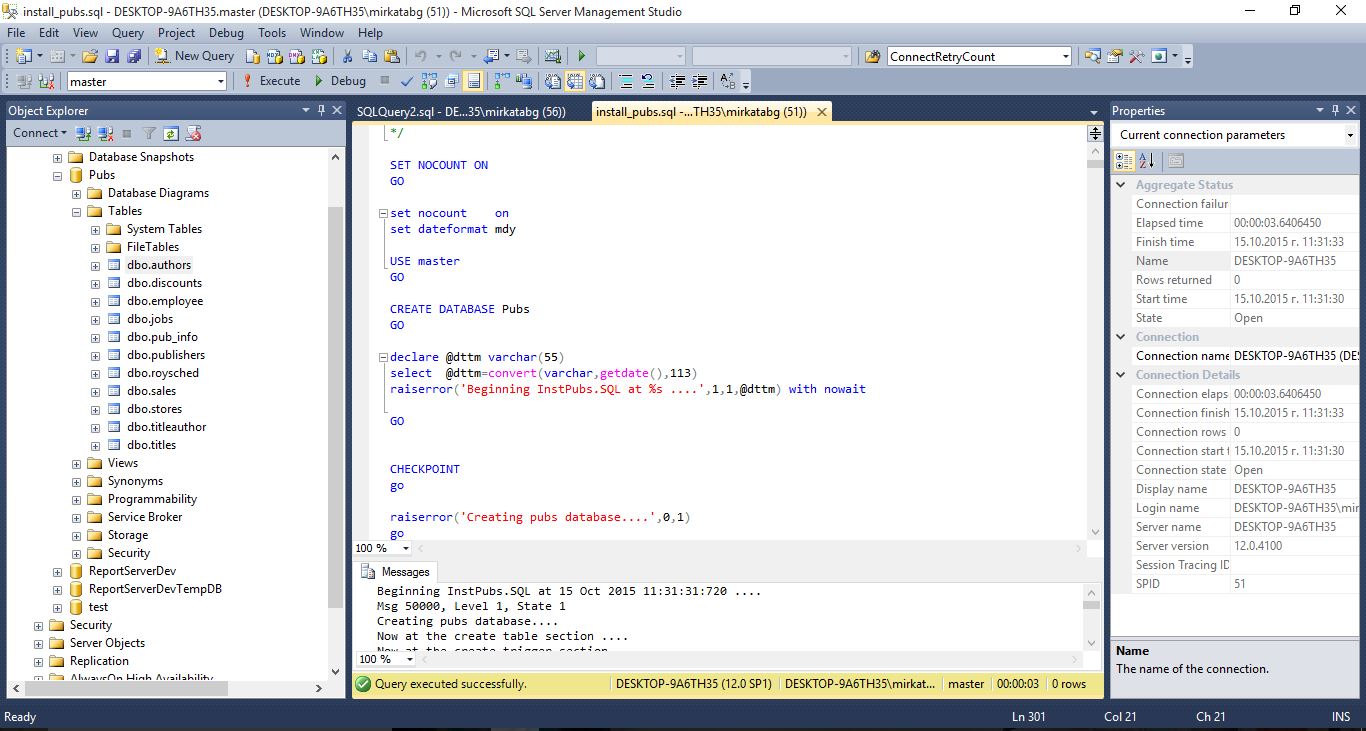 install_pubs.sql - DESKTOP-9A6TH35.master (DESKTOP-9A6TH35\mirkatabg (51)) - Microsoft SQL Server Management Studio
File Edit View Query Project Debug Tools Window Help
New Query ConnectRetryCount
master Execute Debug
Object Explorer
Connect
Database Snapshots
Pubs
Database Diagrams
Tables
System Tables
FileTables
dbo.authors
dbo.discounts
dbo.employee
dbo.jobs
dbo.pub_info
dbo.publishers
dbo.roysched
dbo.sales
dbo.stores
dbo.titleauthor
dbo.titles
Views
Synonyms
Programmability
Service Broker
Storage
Security
ReportServerDev
ReportServerDevTempDB
test
Security
Server Objects
Replication
AlwaysOn High Availability
SQLQuery2.sql - DE...35\mirkatabg (56)) install_pubs.sql -...TH35\mirkatabg (51))
*/
SET NOCOUNT ON
GO
set nocount    on
set dateformat mdy
USE master
GO
CREATE DATABASE Pubs
GO
declare @dttm varchar(55)
select  @dttm=convert(varchar,getdate(),113)
raiserror('Beginning InstPubs.SQL at %s ....',1,1,@dttm) with nowait
GO
CHECKPOINT
go
raiserror('Creating pubs database....',0,1)
go
100 %
Messages
Beginning InstPubs.SQL at 15 Oct 2015 11:31:31:720 ....
Msg 50000, Level 1, State 1
Creating pubs database....
Now at the create table section ....
Now at the create trigger section
100 %
Query executed successfully. DESKTOP-9A6TH35 (12.0 SP1) DESKTOP-9A6TH35\mirkat... master 00:00:03 0 rows
Properties
Current connection parameters
Aggregate Status
Connection failur
Elapsed time 00:00:03.6406450
Finish time 15.10.2015 г. 11:31:33
Name DESKTOP-9A6TH35
Rows returned 0
Start time 15.10.2015 г. 11:31:30
State Open
Connection
Connection name DESKTOP-9A6TH35 (DES
Connection Details
Connection elaps 00:00:03.6406450
Connection finish 15.10.2015 г. 11:31:33
Connection rows 0
Connection start t 15.10.2015 г. 11:31:30
Connection state Open
Display name DESKTOP-9A6TH35
Login name DESKTOP-9A6TH35\mir
Server name DESKTOP-9A6TH35
Server version 12.0.4100
Session Tracing ID
SPID 51
Name
The name of the connection.
Ready Ln 301 Col 21 Ch 21 INS